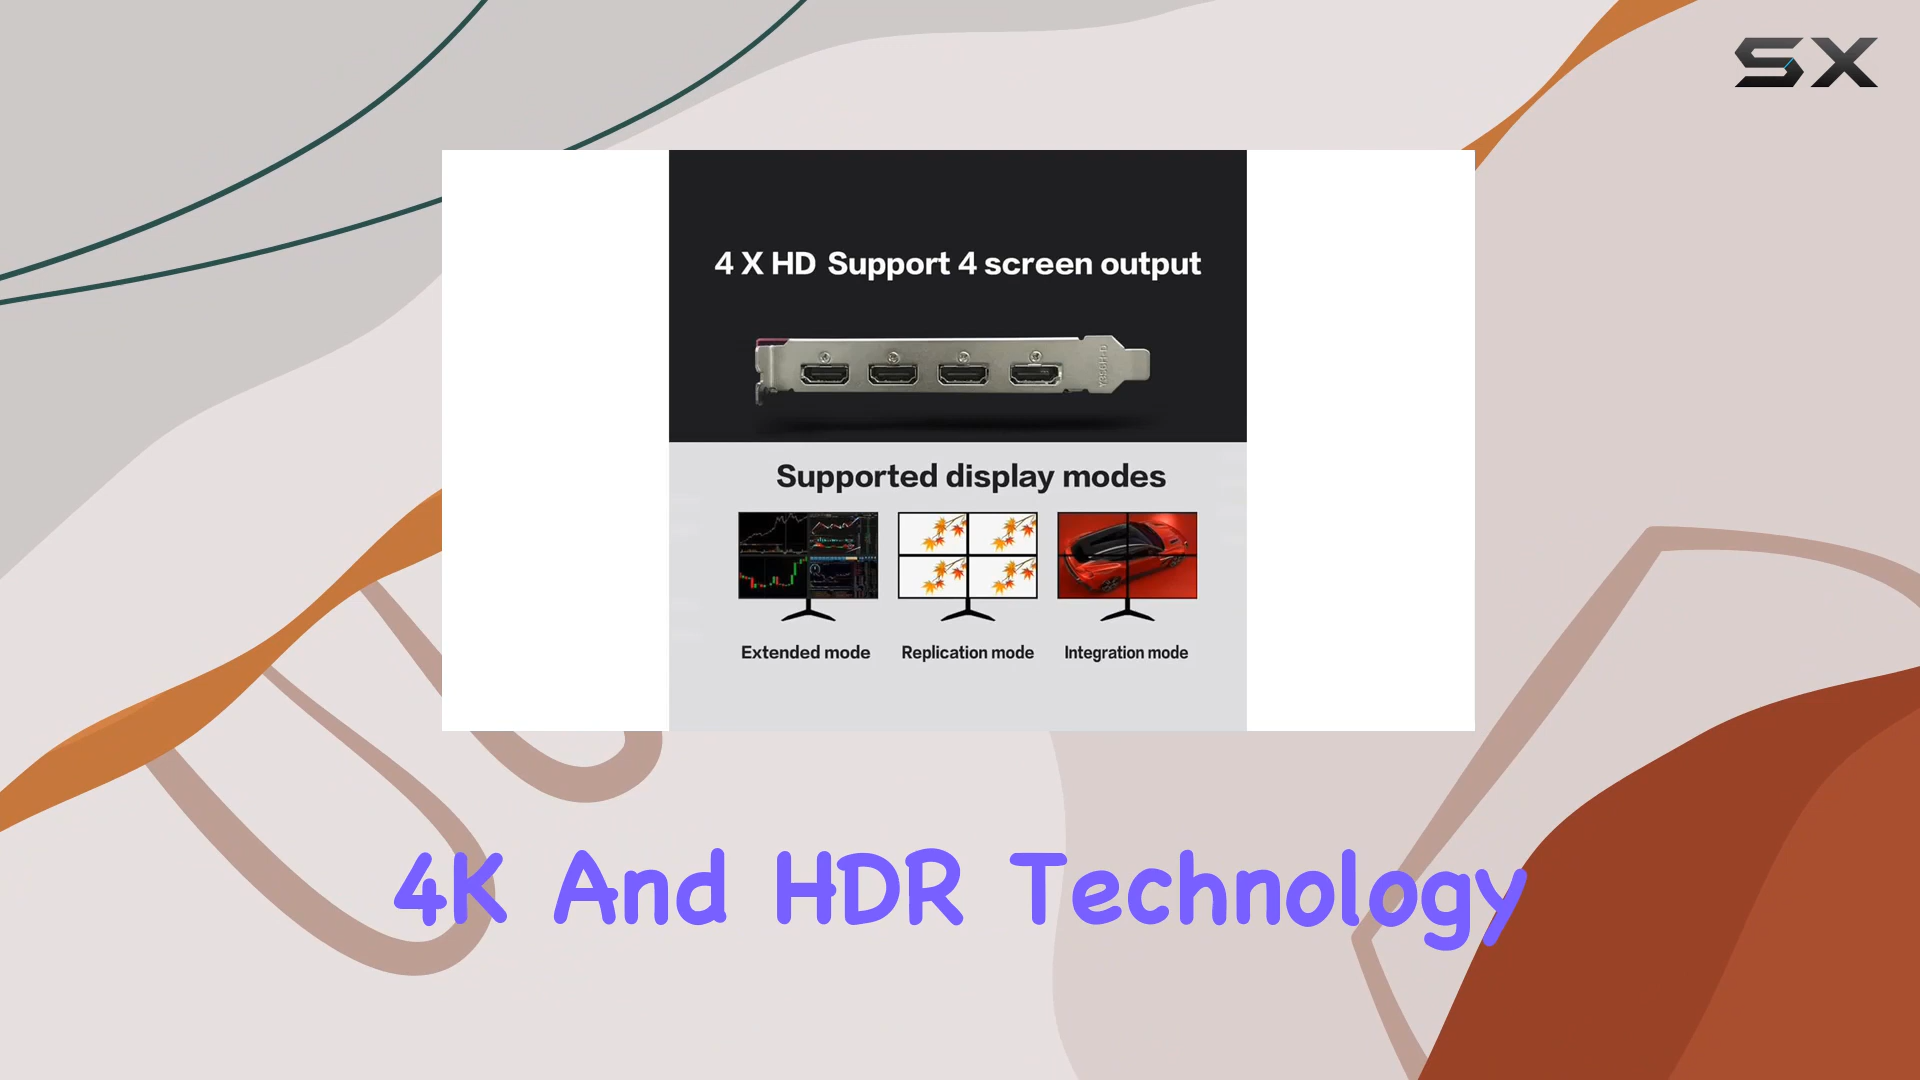 SX
4 X HD Support 4 screen output
Supported display modes
Extended mode Replication mode Integration mode
4K And HDR Technology